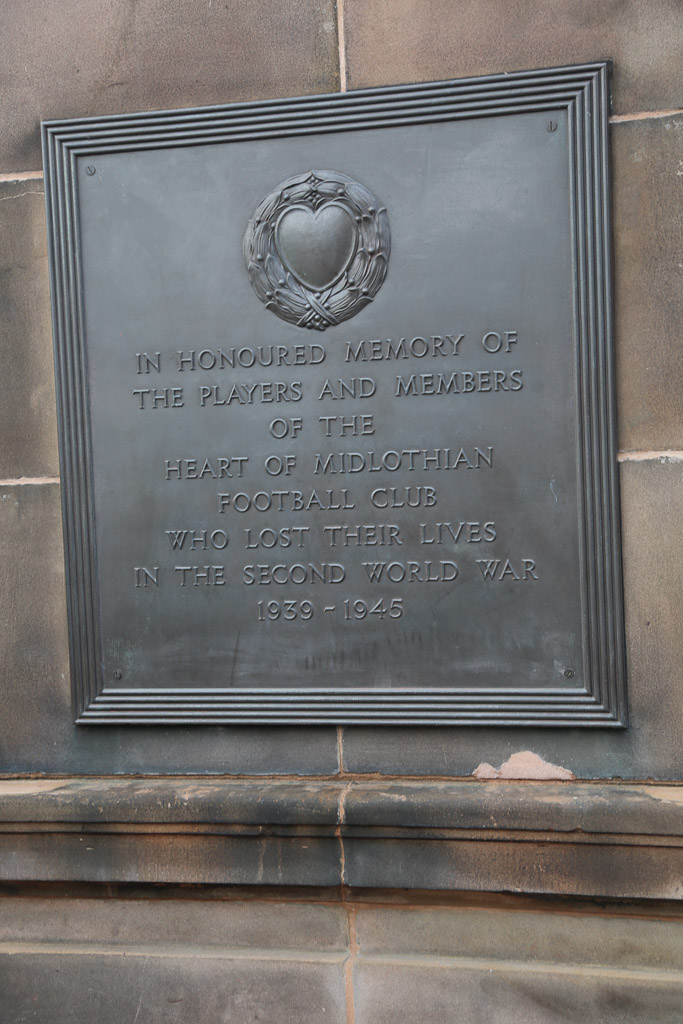 IN HONOURED MEMORY OF
THE PLAYERS AND MEMBERS
OF THE
HEART OF MIDLOTHIAN
FOOTBALL CLUB
WHO LOST THEIR LIVES
IN THE SECOND WORLD WAR
1939 - 1945